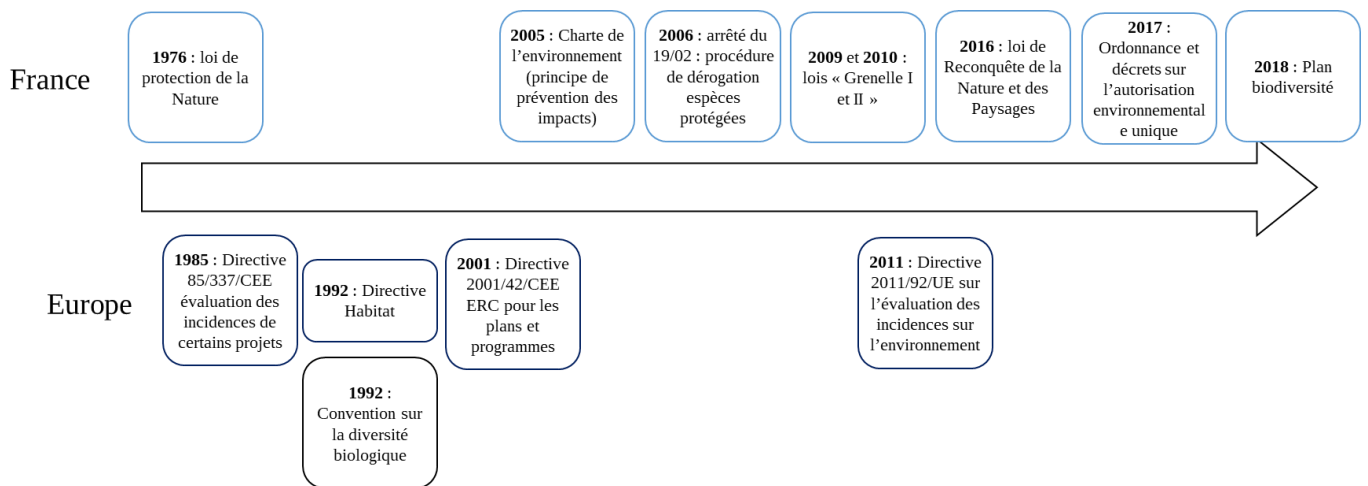 France
1976 : loi de
protection de la
Nature
2005 : Charte de
l’environnement
(principe de
prévention des
impacts)
2006 : arrêté du
19/02 : procédure
de dérogation
espèces
protégées
2009 et 2010 :
lois « Grenelle I
et II »
2016 : loi de
Reconquête de la
Nature et des
Paysages
2017 :
Ordonnance et
décrets sur
l’autorisation
environnemental
e unique
2018 : Plan
biodiversité
Europe
1985 : Directive
85/337/CEE
évaluation des
incidences de
certains projets
1992 : Directive
Habitat
1992 :
Convention sur
la diversité
biologique
2001 : Directive
2001/42/CEE
ERC pour les
plans et
programmes
2011 : Directive
2011/92/UE sur
l’évaluation des
incidences sur
l’environnement